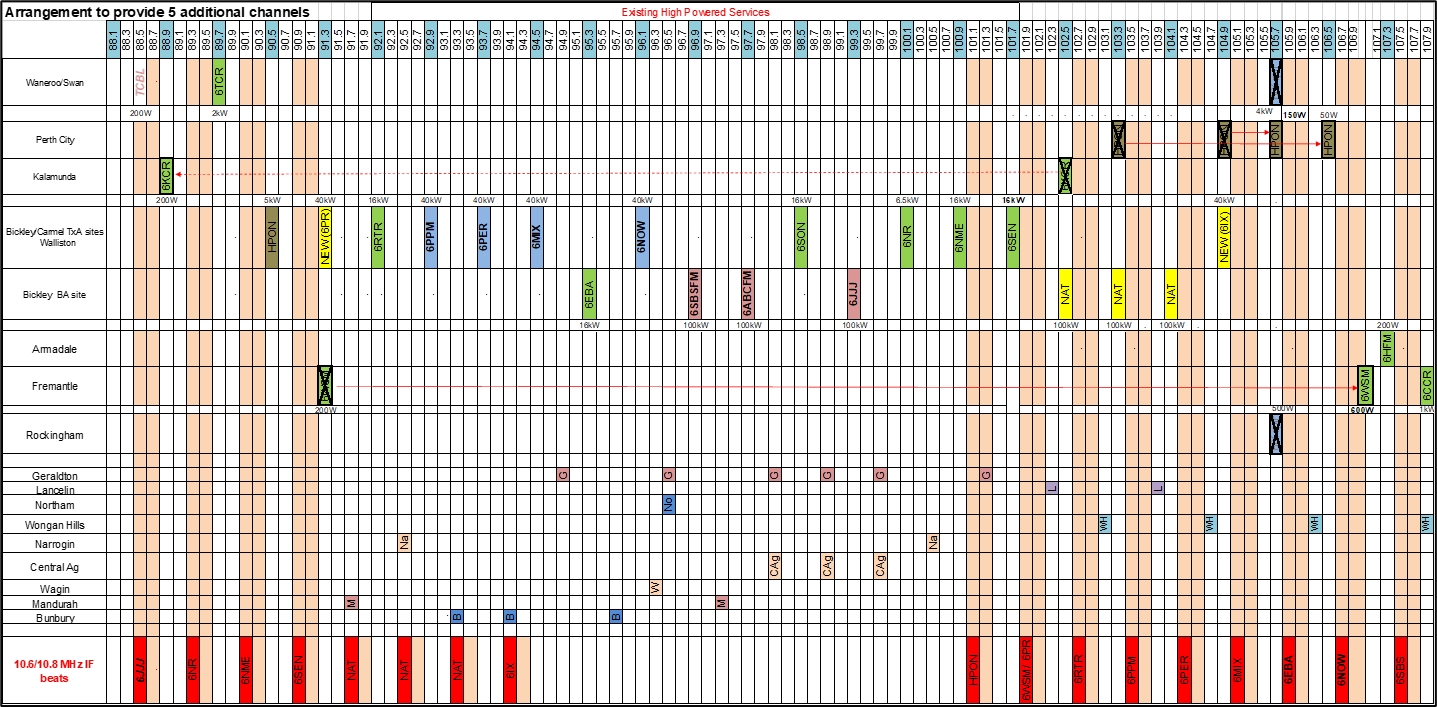 Arrangement to provide 5 additional channels
Existing High Powered Services
88.1 88.3 88.5 88.7 88.9 89.1 89.3 89.5 89.7 89.9 90.1 90.3 90.5 90.7 90.9 91.1 91.3 91.5 91.7 91.9 92.1 92.3 92.5 92.7 92.9 93.1 93.3 93.5 93.7 93.9 94.1 94.3 94.5 94.7 94.9 95.1 95.3 95.5 95.7 95.9 96.1 96.3 96.5 96.7 96.9 97.1 97.3 97.5 97.7 97.9 98.1 98.3 98.5 98.7 98.9 99.1 99.3 99.5 99.7 99.9 100.1 100.3 100.5 100.7 100.9 101.1 101.3 101.5 101.7 101.9 102.1 102.3 102.5 102.7 102.9 103.1 103.3 103.5 103.7 103.9 104.1 104.3 104.5 104.7 104.9 105.1 105.3 105.5 105.7 105.9 106.1 106.3 106.5 106.7 106.9 107.1 107.3 107.5 107.7 107.9
Waneroo/Swan TCBL 6TCR
200W 2kW 4kW 150W 50W
Perth City HPON HPON
Kalamunda 6KCR
200W 5kW 40kW 16kW 40kW 40kW 40kW 40kW 16kW 6.5kW 16kW 16kW 40kW
Bickley/Carmel TxA sites
Walliston
HPON NEW (6PR) 6RTR 6PPM 6PER 6MIX 6NOW 6SON 6NR 6NME 6SEN NEW (6IX)
Bickley BA site 6EBA 6SBSFM 6ABCFM 6JJJ NAT NAT NAT
16kW 100kW 100kW 100kW 100kW 100kW 100kW 200W
Armadale 6HFM
Fremantle 6WSM 6CCR
200W 500W 600W 1kW
Rockingham
Geraldton G G G G G G
Lancelin L L
Northam No
Wongan Hills WH WH WH WH
Narrogin Na Na
Central Ag CAg CAg CAg
Wagin W
Mandurah M M
Bunbury B B B
10.6/10.8 MHz IF
beats
6JJJ 6NR 6NME 6SEN NAT NAT NAT 6IX HPON 6WSM/ 6PR 6RTR 6PPM 6PER 6MIX 6EBA 6NOW 6SBS